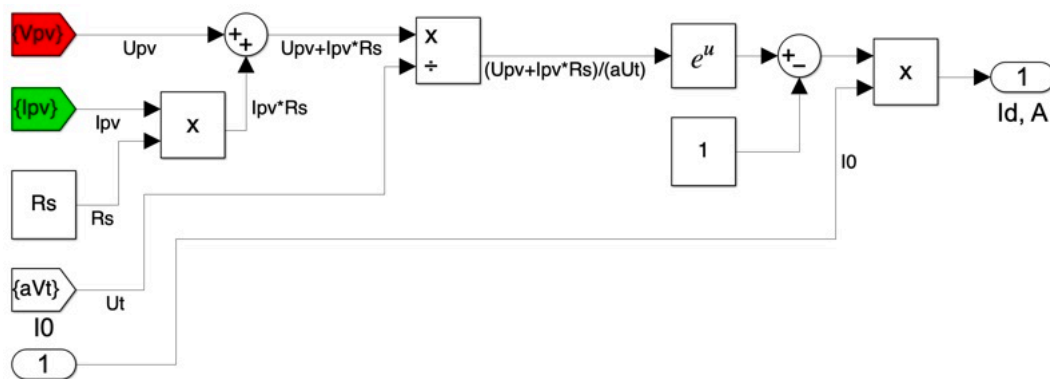 {Vpv}
Upv
+
+
Upv+Ipv*Rs
x
÷
(Upv+Ipv*Rs)/(aUt)
e^u
+
−
x
1
Id, A
{Ipv}
Ipv
x
Ipv*Rs
1
I0
Rs
Rs
{aVt}
Ut
I0
1